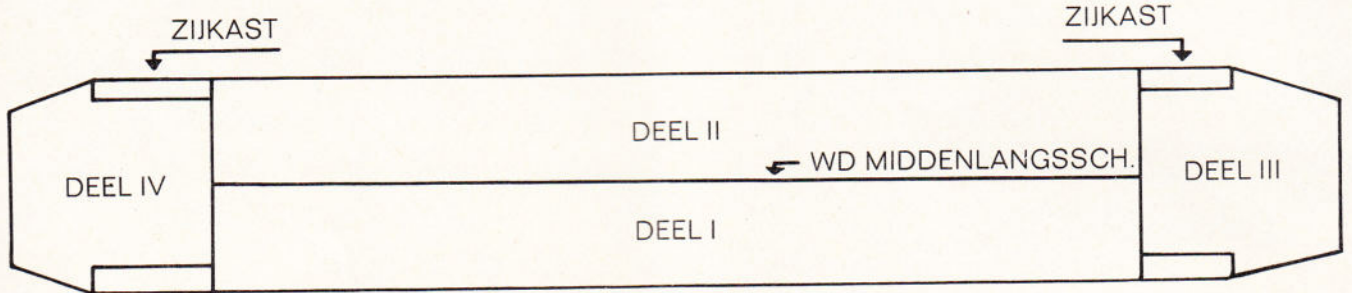 ZIJKAST
ZIJKAST
DEEL II
WD MIDDENLANGSSCH.
DEEL IV
DEEL III
DEEL I